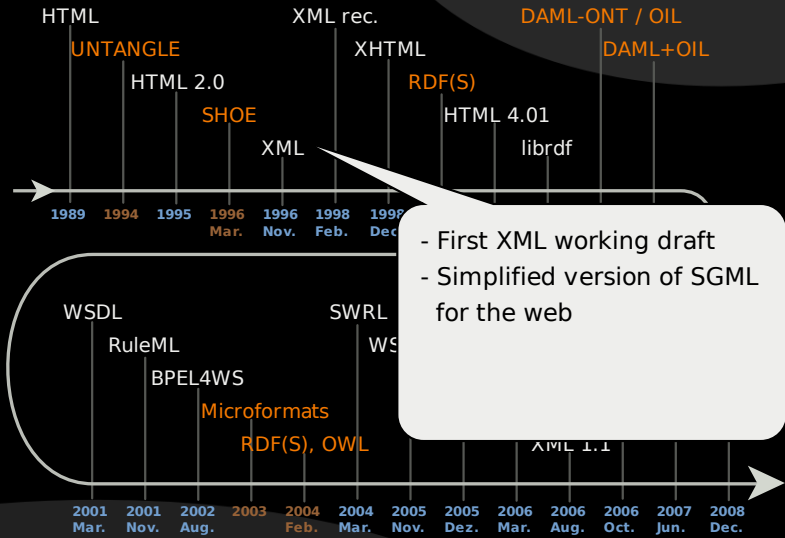 HTML
XML rec.
DAML-ONT / OIL
UNTANGLE
XHTML
DAML+OIL
HTML 2.0
RDF(S)
SHOE
HTML 4.01
XML
librdf
1989 1994 1995 1996 1996 1998 1998
Mar. Nov. Feb. Dec
- First XML working draft
- Simplified version of SGML
for the web
WSDL
SWRL
RuleML
WS
BPEL4WS
Microformats
RDF(S), OWL
XML 1.1
2001 2001 2002 2003 2004 2004 2005 2005 2006 2006 2006 2007 2008
Mar. Nov. Aug. Feb. Mar. Nov. Dez. Mar. Aug. Oct. Jun. Dec.